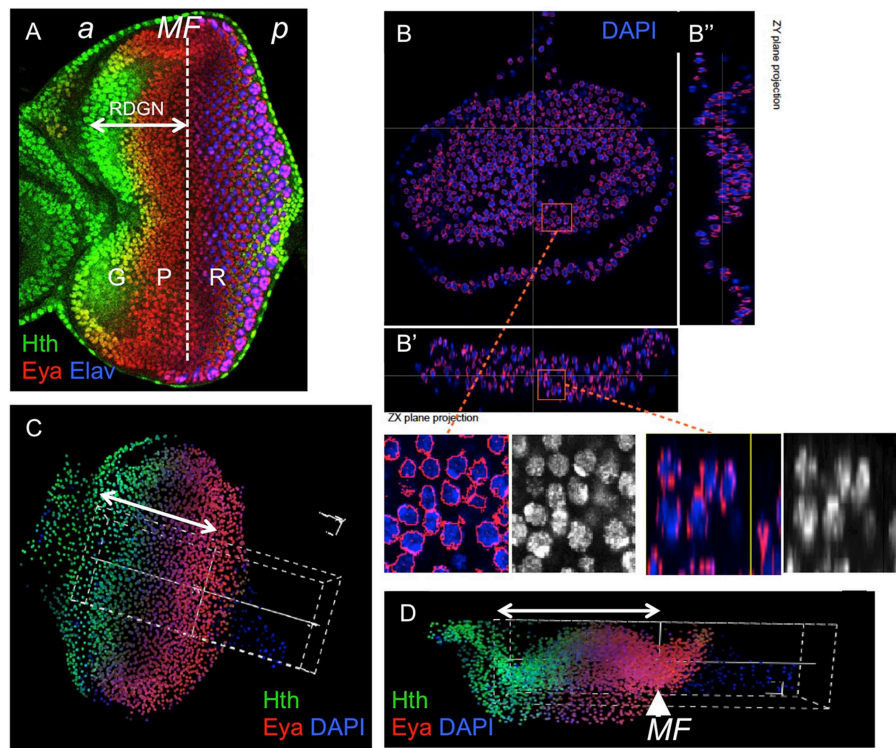 A a MF p
RDGN
G P R
Hth
Eya Elav
B DAPI B''
ZY plane projection
B'
ZX plane projection
C
Hth
Eya DAPI
D
Hth
Eya DAPI
MF